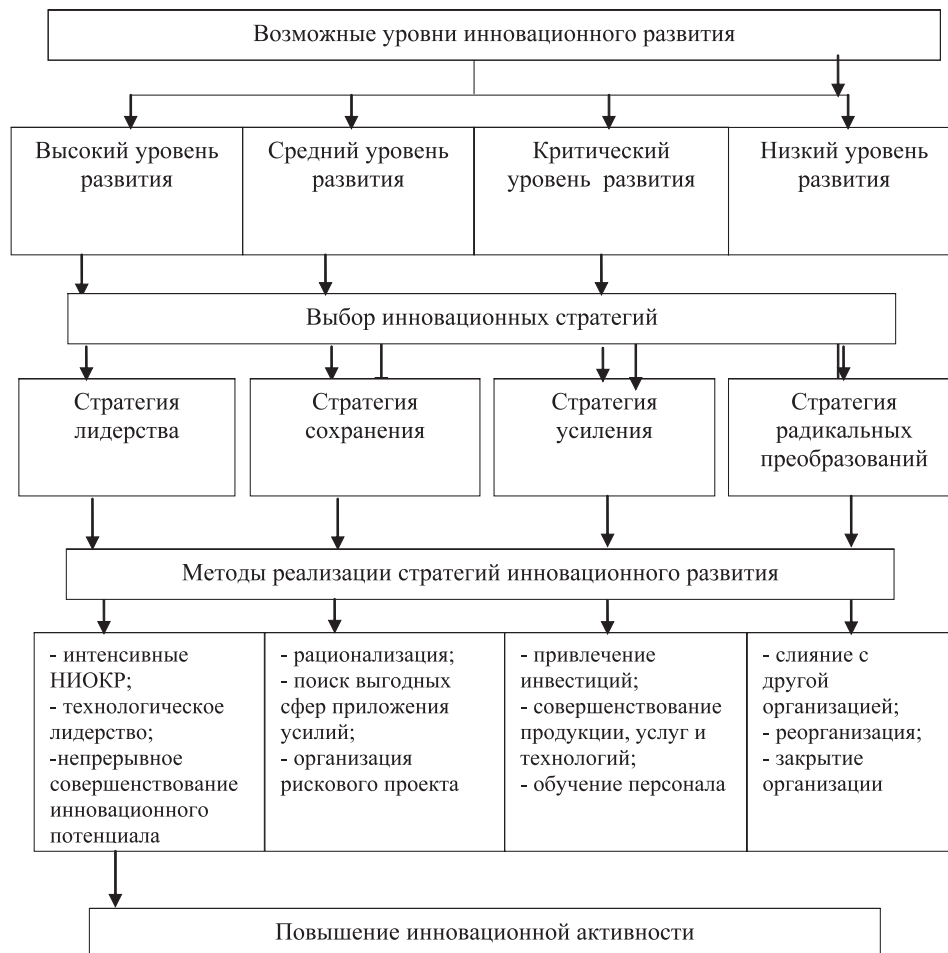 Возможные уровни инновационного развития
Высокий уровень
развития
Средний уровень
развития
Критический
уровень развития
Низкий уровень
развития
Выбор инновационных стратегий
Стратегия
лидерства
Стратегия
сохранения
Стратегия
усиления
Стратегия
радикальных
преобразований
Методы реализации стратегий инновационного развития
- интенсивные
НИОКР;
- технологическое
лидерство;
-непрерывное
совершенствование
инновационного
потенциала
- рационализация;
- поиск выгодных
сфер приложения
усилий;
- организация
рискового проекта
- привлечение
инвестиций;
- совершенствование
продукции, услуг и
технологий;
- обучение персонала
- слияние с
другой
организацией;
- реорганизация;
- закрытие
организации
Повышение инновационной активности